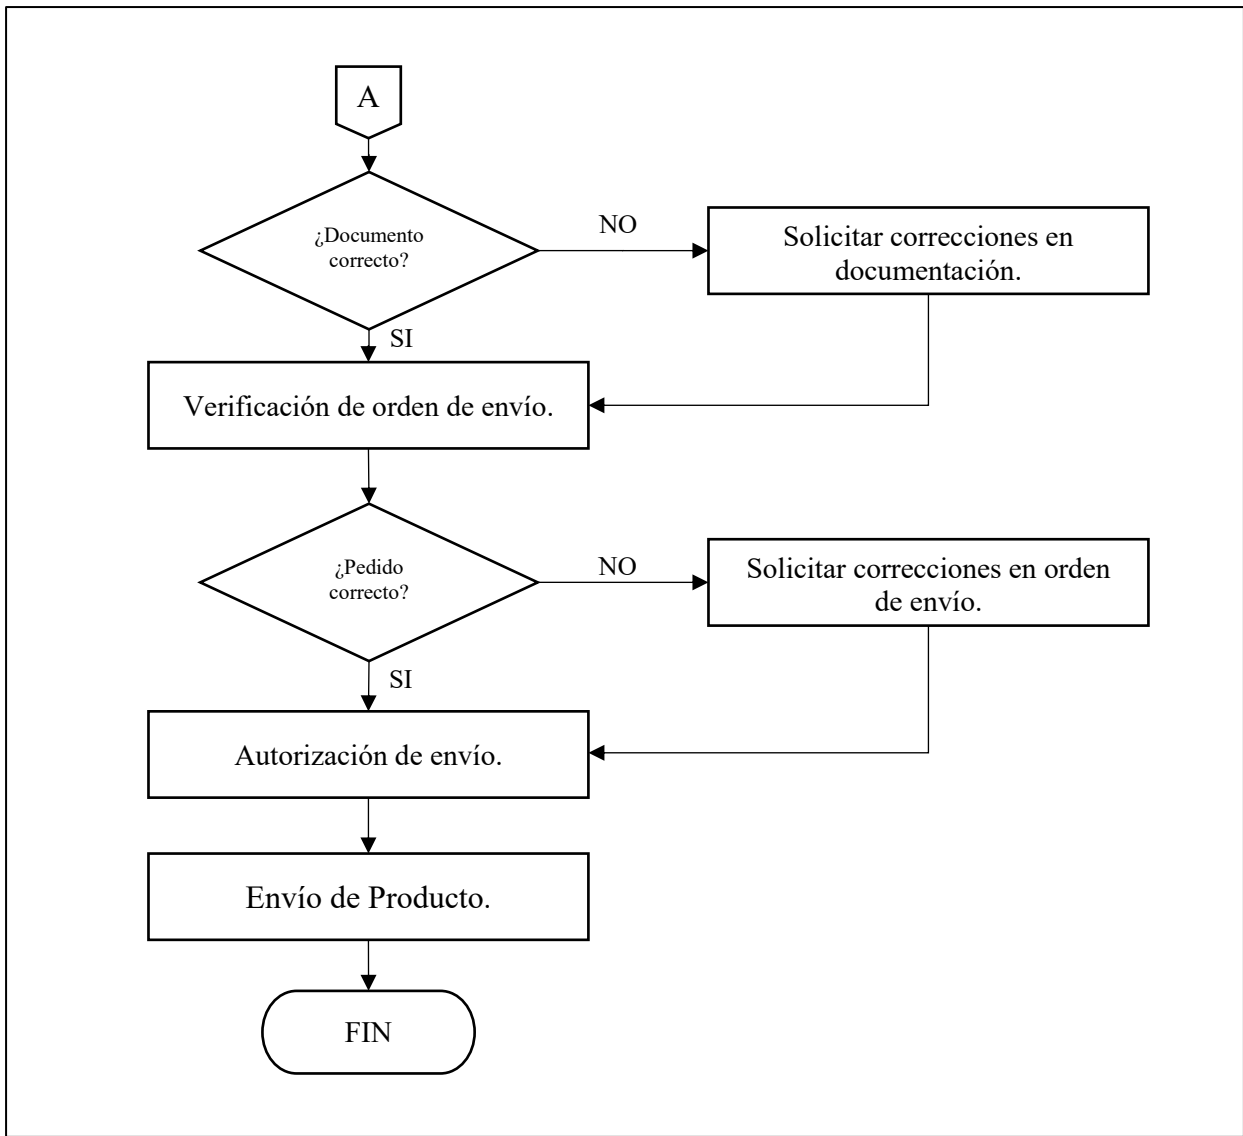 A
¿Documento
correcto?
NO
Solicitar correcciones en
documentación.
SI
Verificación de orden de envío.
¿Pedido
correcto?
NO
Solicitar correcciones en orden
de envío.
SI
Autorización de envío.
Envío de Producto.
FIN